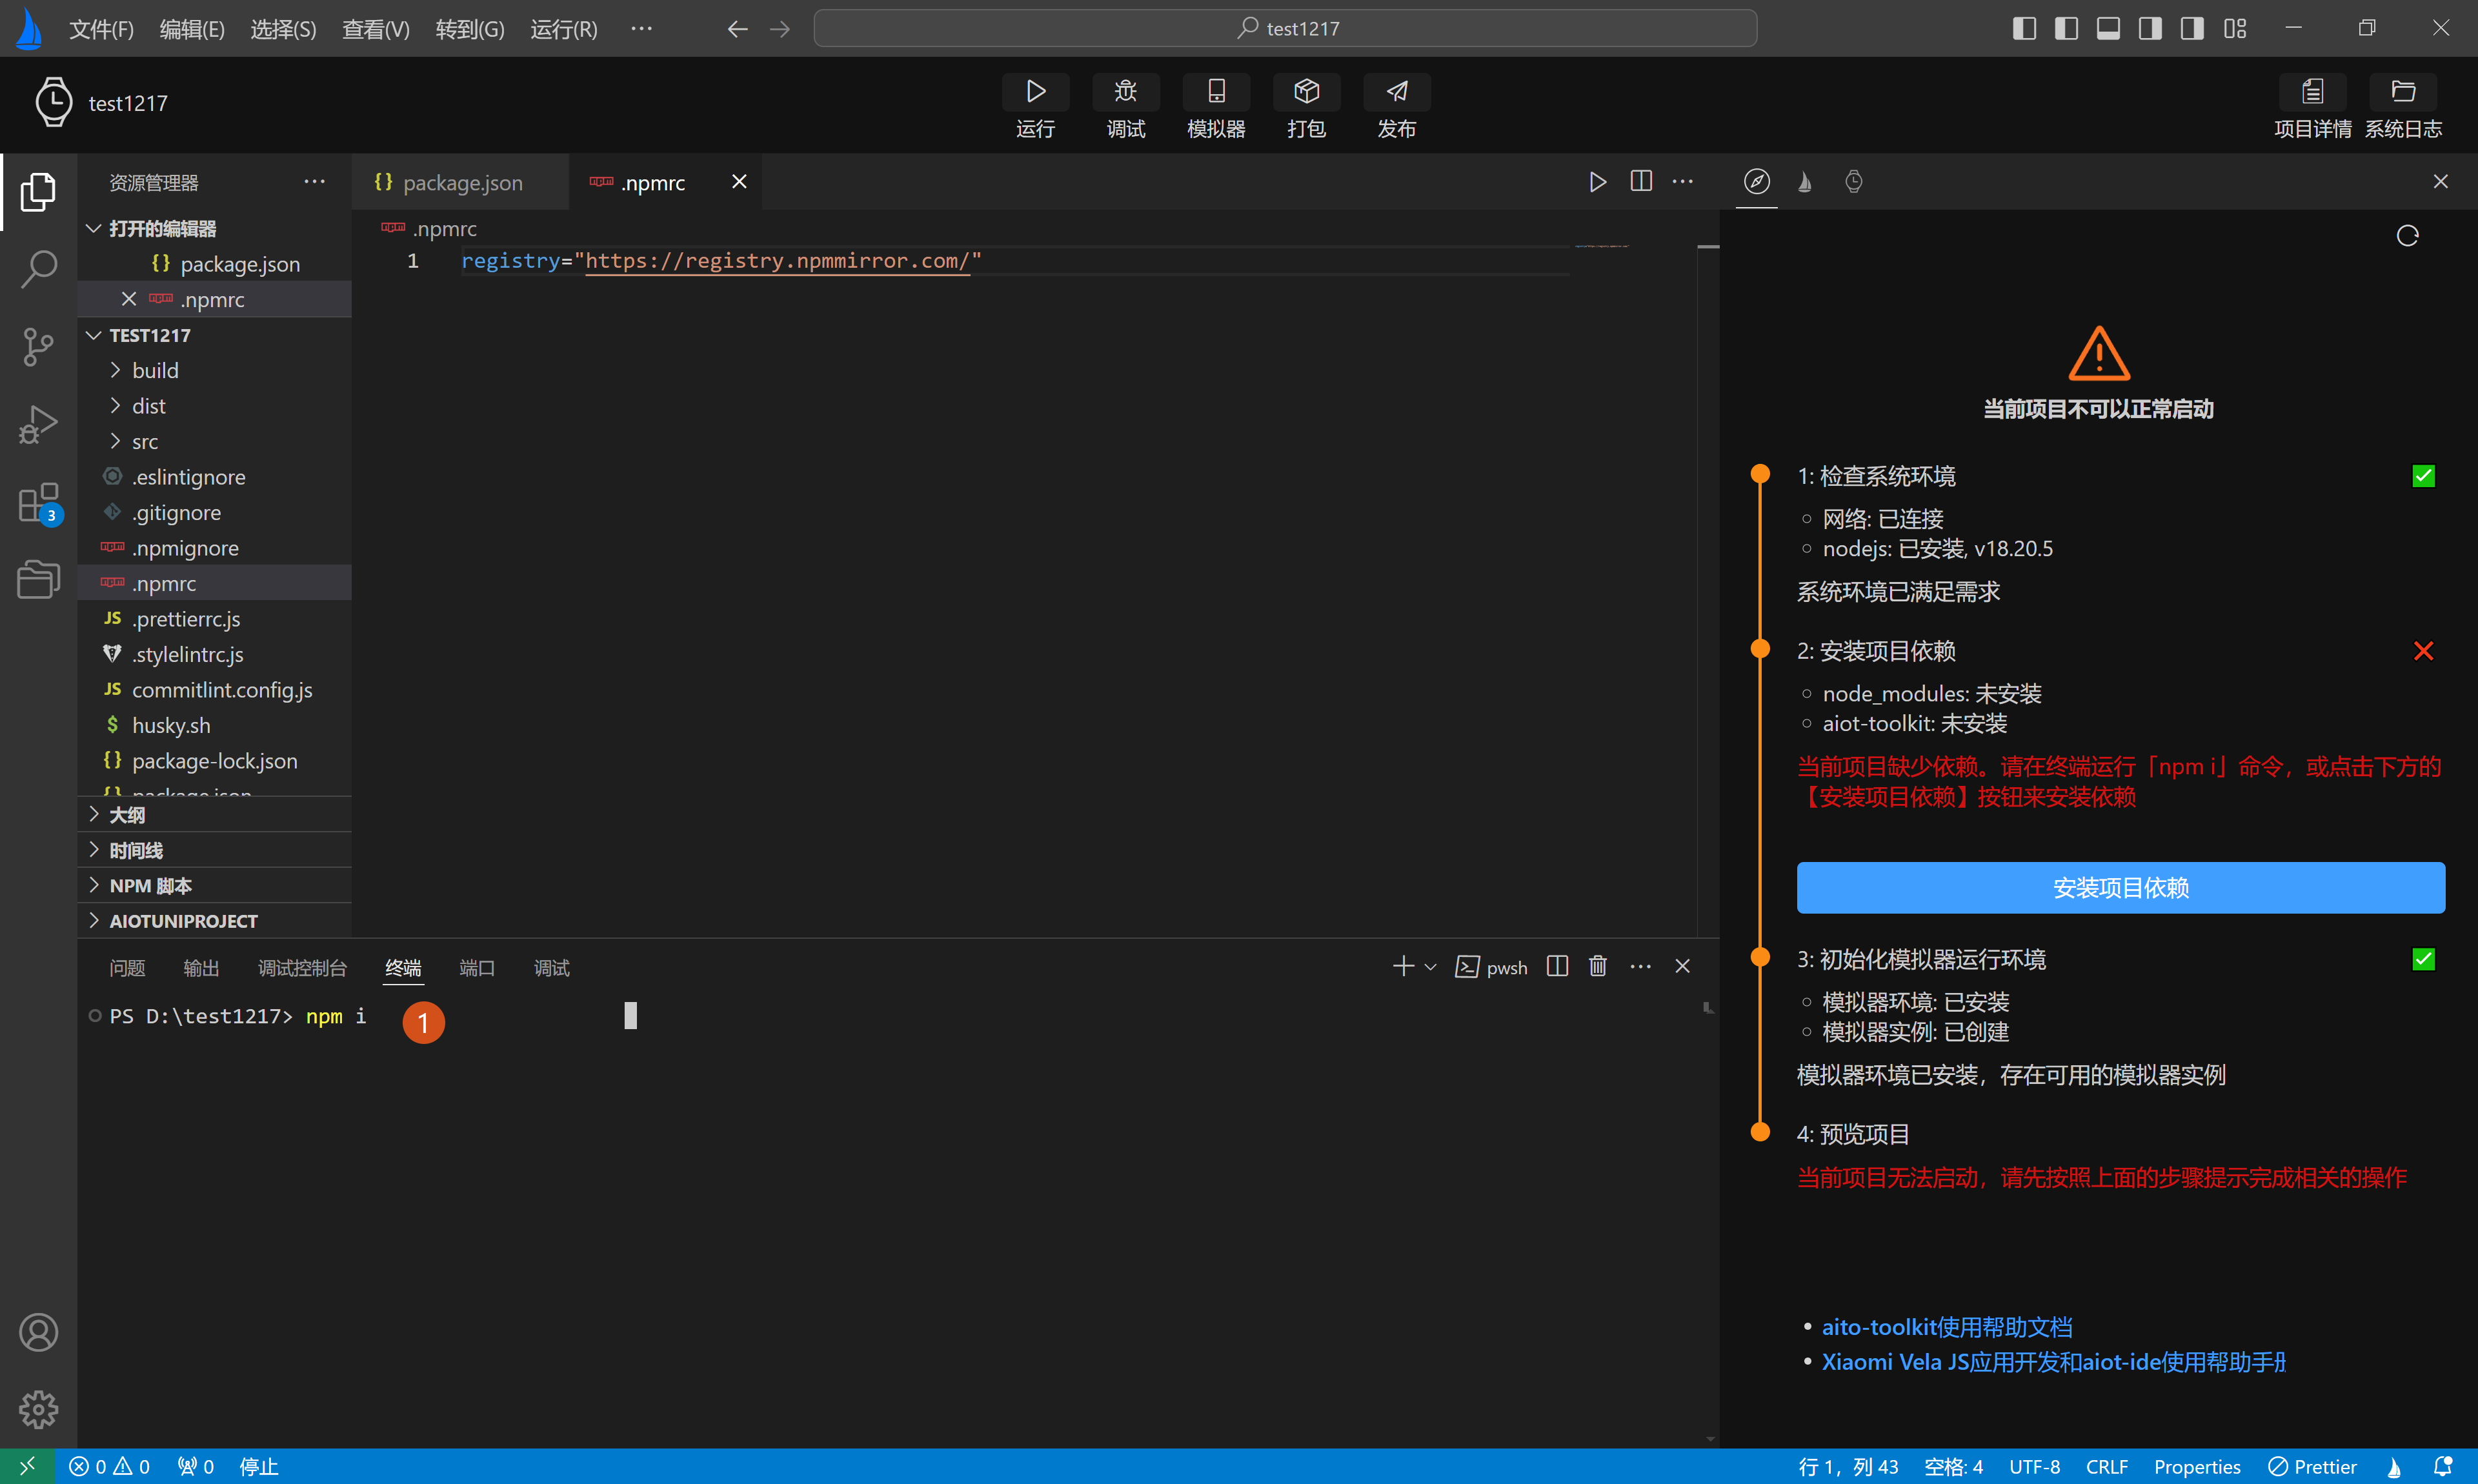 文件(F) 编辑(E) 选择(S) 查看(V) 转到(G) 运行(R) ··· test1217
test1217
运行 调试 模拟器 打包 发布
项目详情 系统日志
资源管理器
打开的编辑器
package.json
.npmrc
TEST1217
build
dist
src
.eslintignore
.gitignore
.npmignore
.npmrc
JS .prettierrc.js
.stylelintrc.js
JS commitlint.config.js
$ husky.sh
{} package-lock.json
{} package.json
大纲
时间线
NPM 脚本
AIOTUNIPROJECT
3
{} package.json
.npmrc
.npmrc
1 registry="https://registry.npmmirror.com/"
问题 输出 调试控制台 终端 端口 调试
pwsh
PS D:\test1217> npm i
1
当前项目不可以正常启动
1: 检查系统环境
网络: 已连接
nodejs: 已安装, v18.20.5
系统环境已满足需求
2: 安装项目依赖
node_modules: 未安装
aiot-toolkit: 未安装
当前项目缺少依赖。请在终端运行「npm i」命令，或点击下方的
【安装项目依赖】按钮来安装依赖
安装项目依赖
3: 初始化模拟器运行环境
模拟器环境: 已安装
模拟器实例: 已创建
模拟器环境已安装，存在可用的模拟器实例
4: 预览项目
当前项目无法启动，请先按照上面的步骤提示完成相关的操作
aito-toolkit使用帮助文档
Xiaomi Vela JS应用开发和aiot-ide使用帮助手册
0 0 0 停止
行 1，列 43 空格: 4 UTF-8 CRLF Properties Prettier